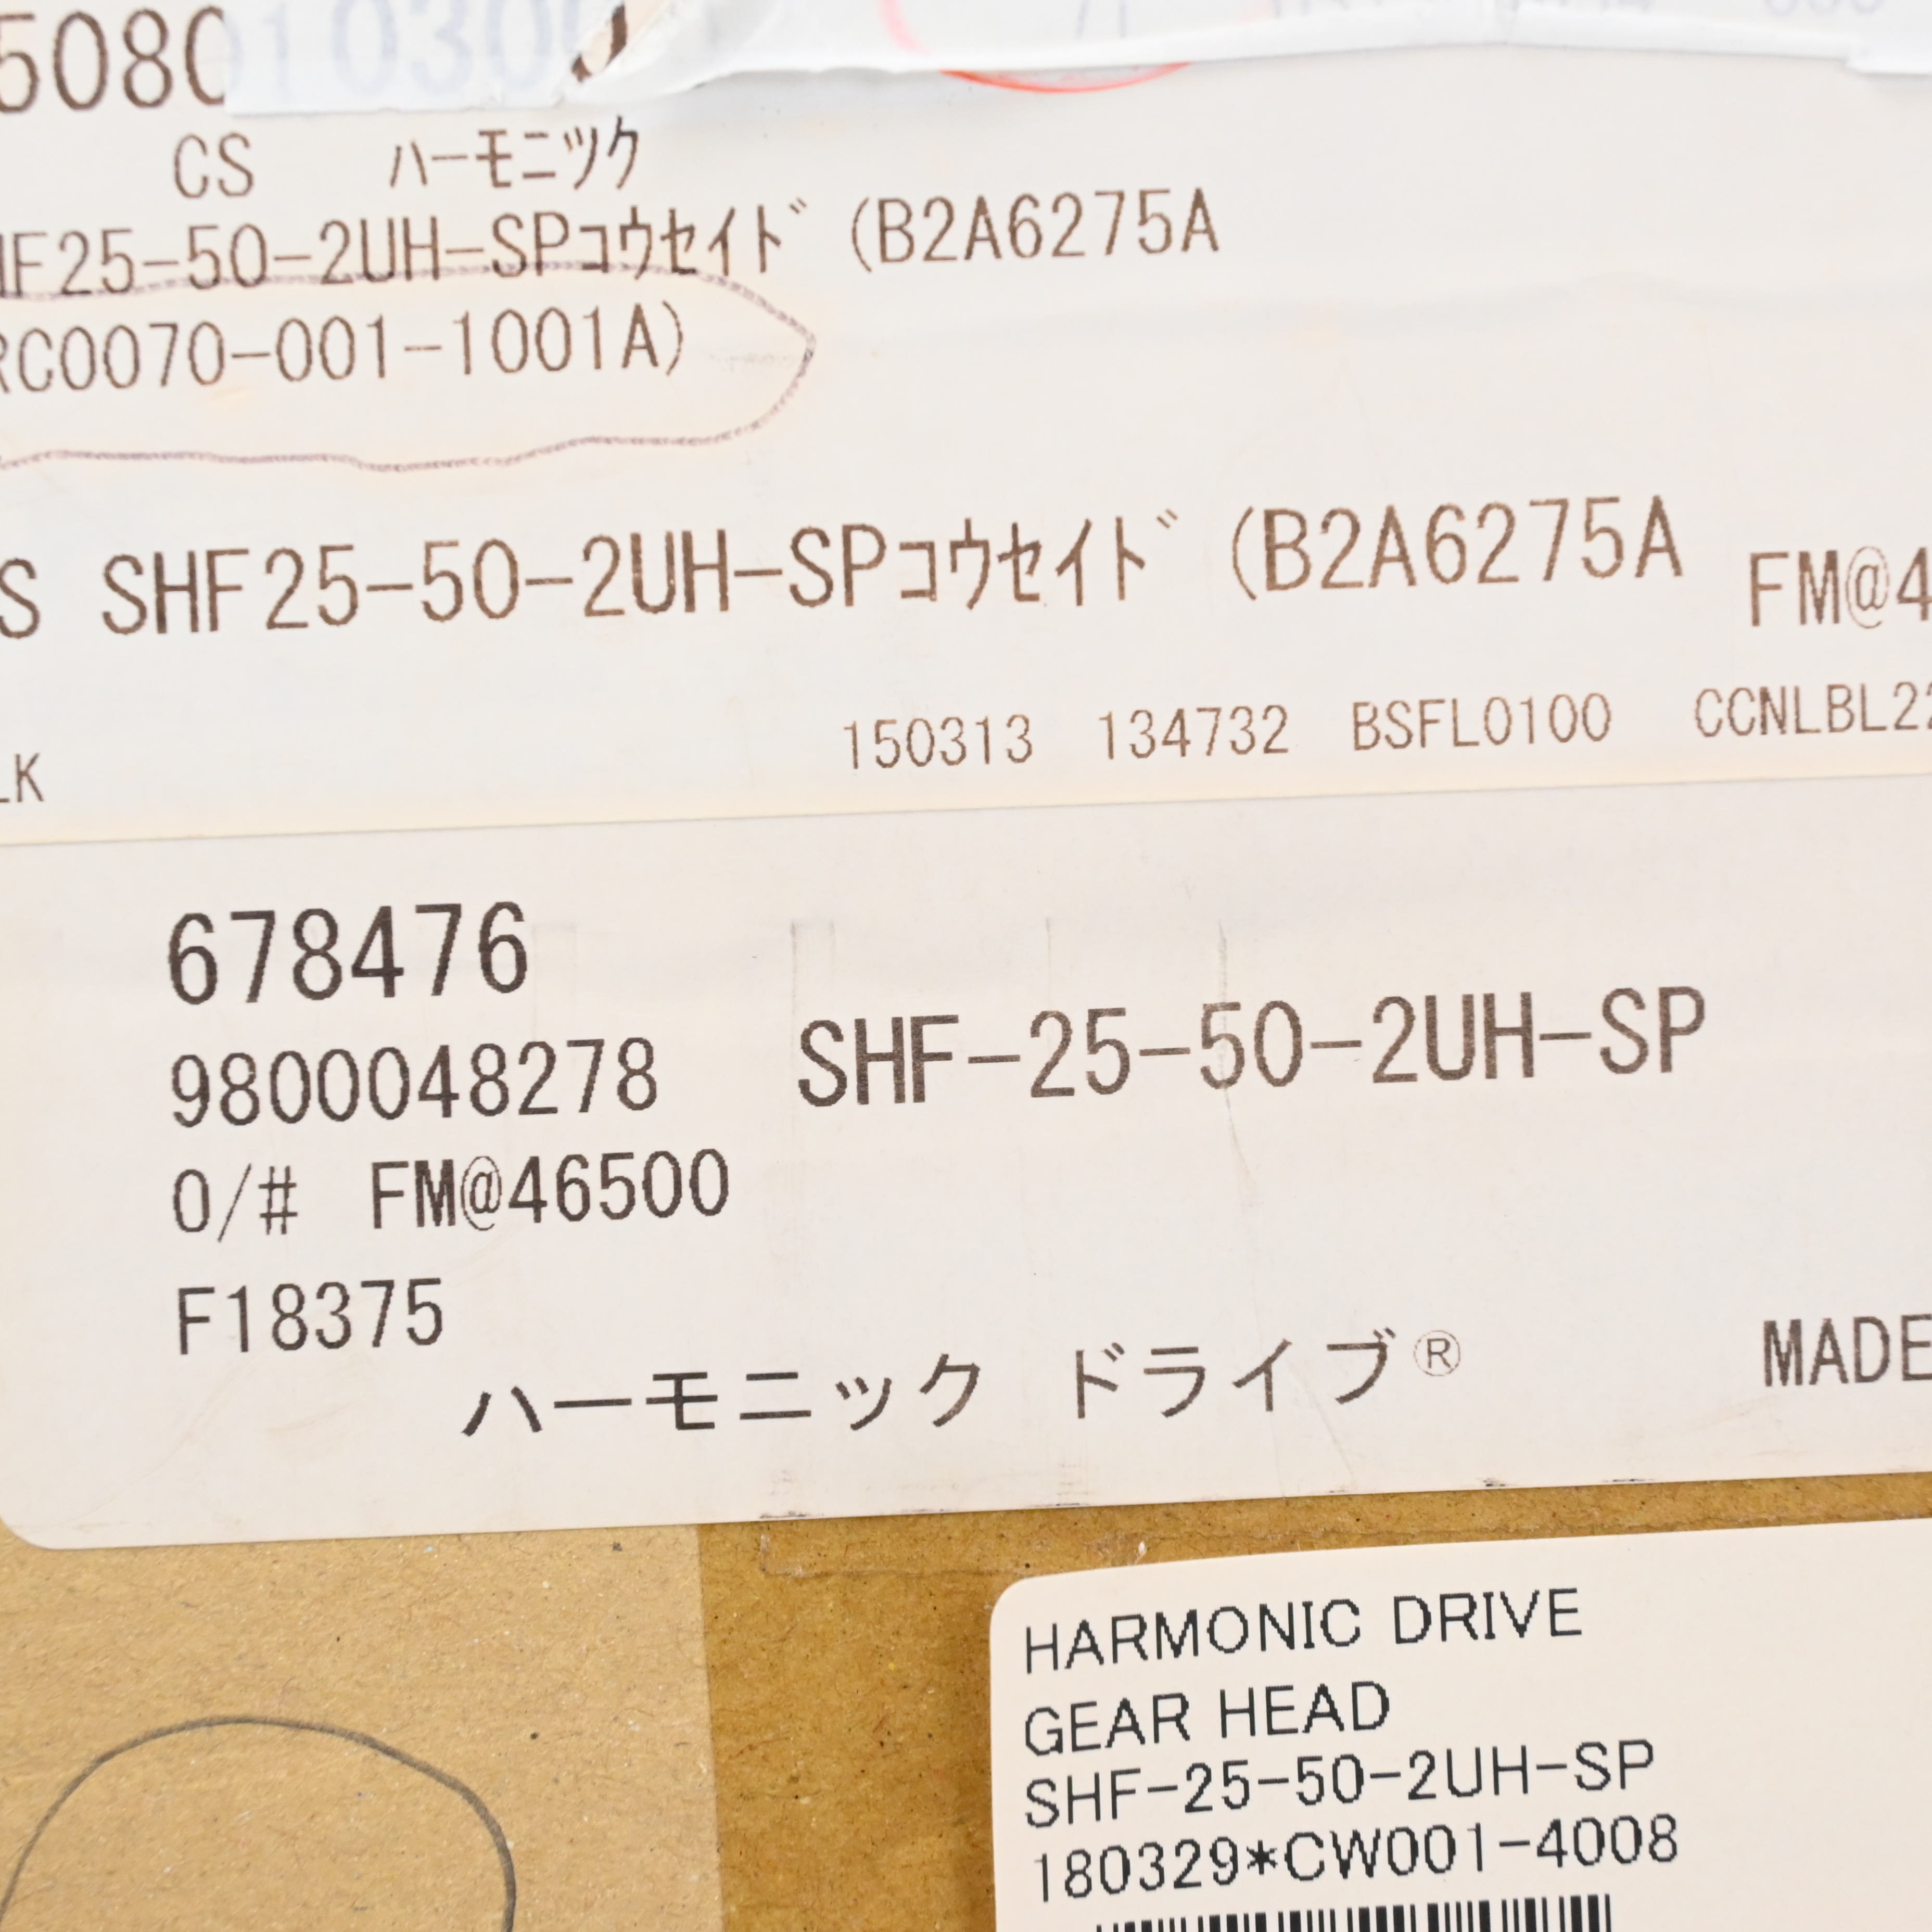 5080
CS ハーモニツク
HF25-50-2UH-SPコウセイド (B2A6275A
RC0070-001-1001A)
S SHF25-50-2UH-SPコウセイド (B2A6275A FM@4
150313 134732 BSFL0100 CCNLBL22
LK
678476
9800048278 SHF-25-50-2UH-SP
O/# FM@46500
F18375
ハーモニック ドライブ® MADE
HARMONIC DRIVE
GEAR HEAD
SHF-25-50-2UH-SP
180329*CW001-4008